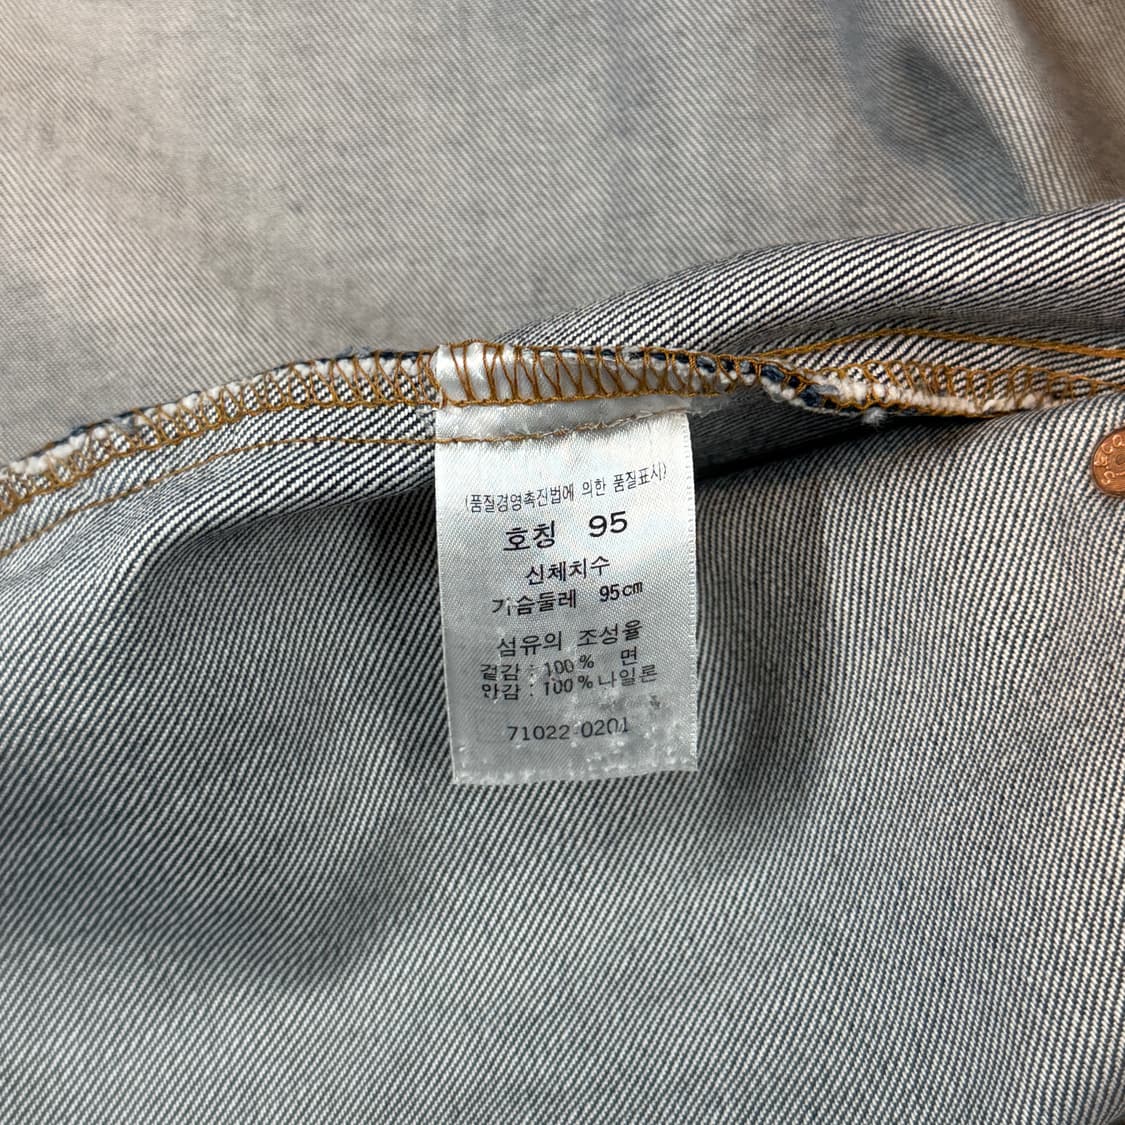 (품질경영촉진법에 의한 품질표시)
호칭 95
신체치수
가슴둘레 95cm
섬유의 조성율
겉감 : 100% 면
안감 : 100% 나일론
71022-0201